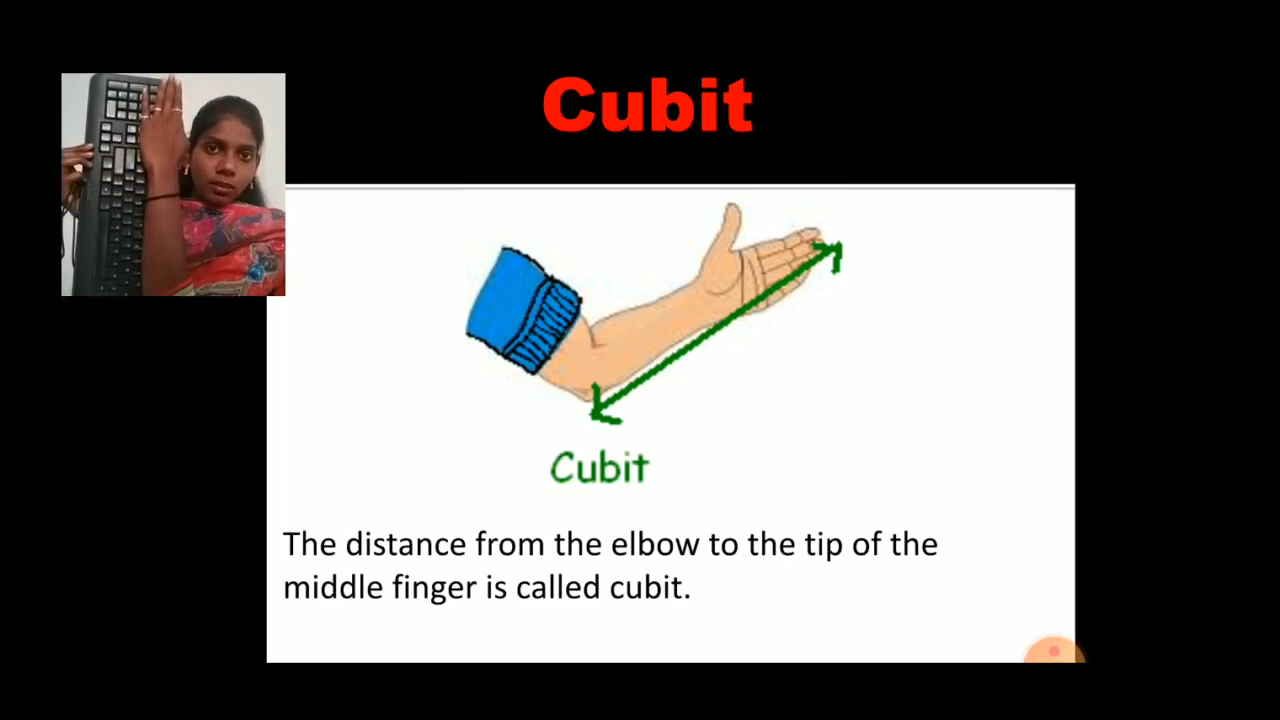 Cubit
Cubit
The distance from the elbow to the tip of the
middle finger is called cubit.